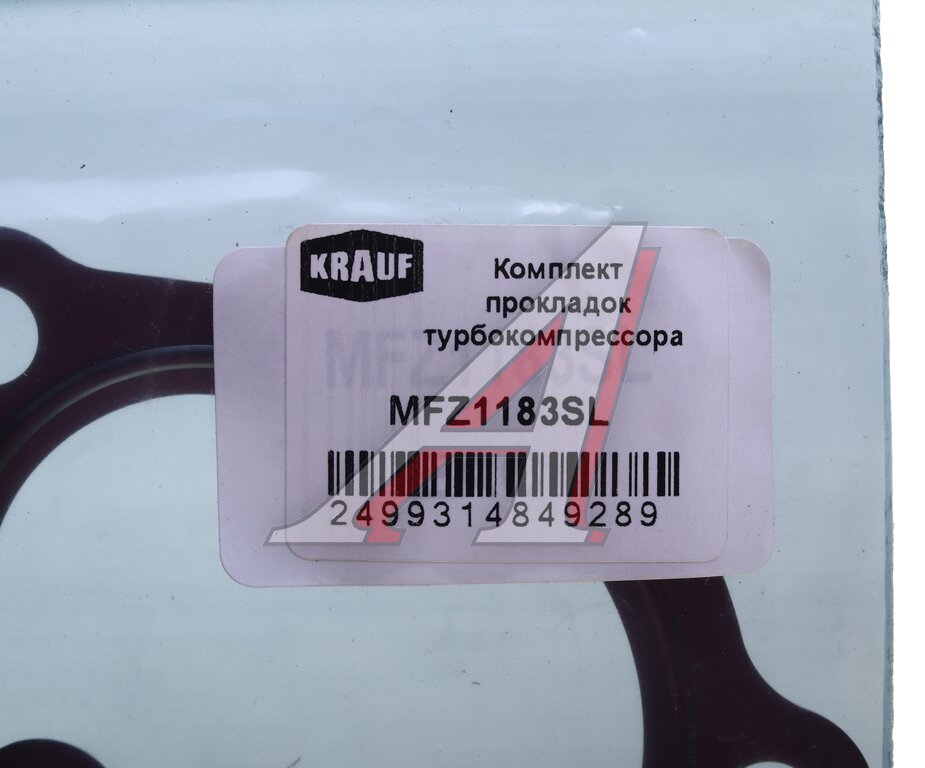 KRAUF
Комплект
прокладок
турбокомпрессора
MFZ1183SL
2499314849289